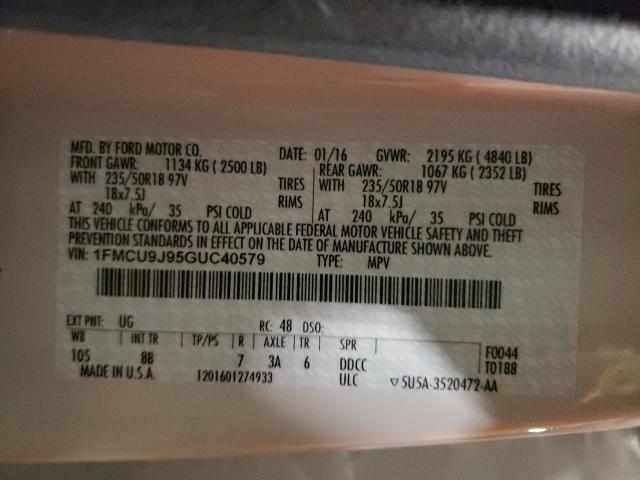 MFD. BY FORD MOTOR CO.
DATE: 01/16 GVWR: 2195 KG ( 4840 LB)
FRONT GAWR: 1134 KG ( 2500 LB)
WITH 235/50R18 97V TIRES
18x7.5J RIMS
AT 240 kPa/ 35 PSI COLD
REAR GAWR: 1067 KG ( 2352 LB)
WITH 235/50R18 97V TIRES
18x7.5J RIMS
AT 240 kPa/ 35 PSI COLD
THIS VEHICLE CONFORMS TO ALL APPLICABLE FEDERAL MOTOR VEHICLE SAFETY AND THEFT
PREVENTION STANDARDS IN EFFECT ON THE DATE OF MANUFACTURE SHOWN ABOVE.
VIN: 1FMCU9J95GUC40579 TYPE: MPV
EXT PNT: UG RC: 48 DSO:
WB | INT TR | TP/PS | R | AXLE | TR | SPR
105 8B 7 3A 6 DDCC
F0044
T0188
MADE IN U.S.A. 1201601274933 ULC ▽5U5A-3520472-AA